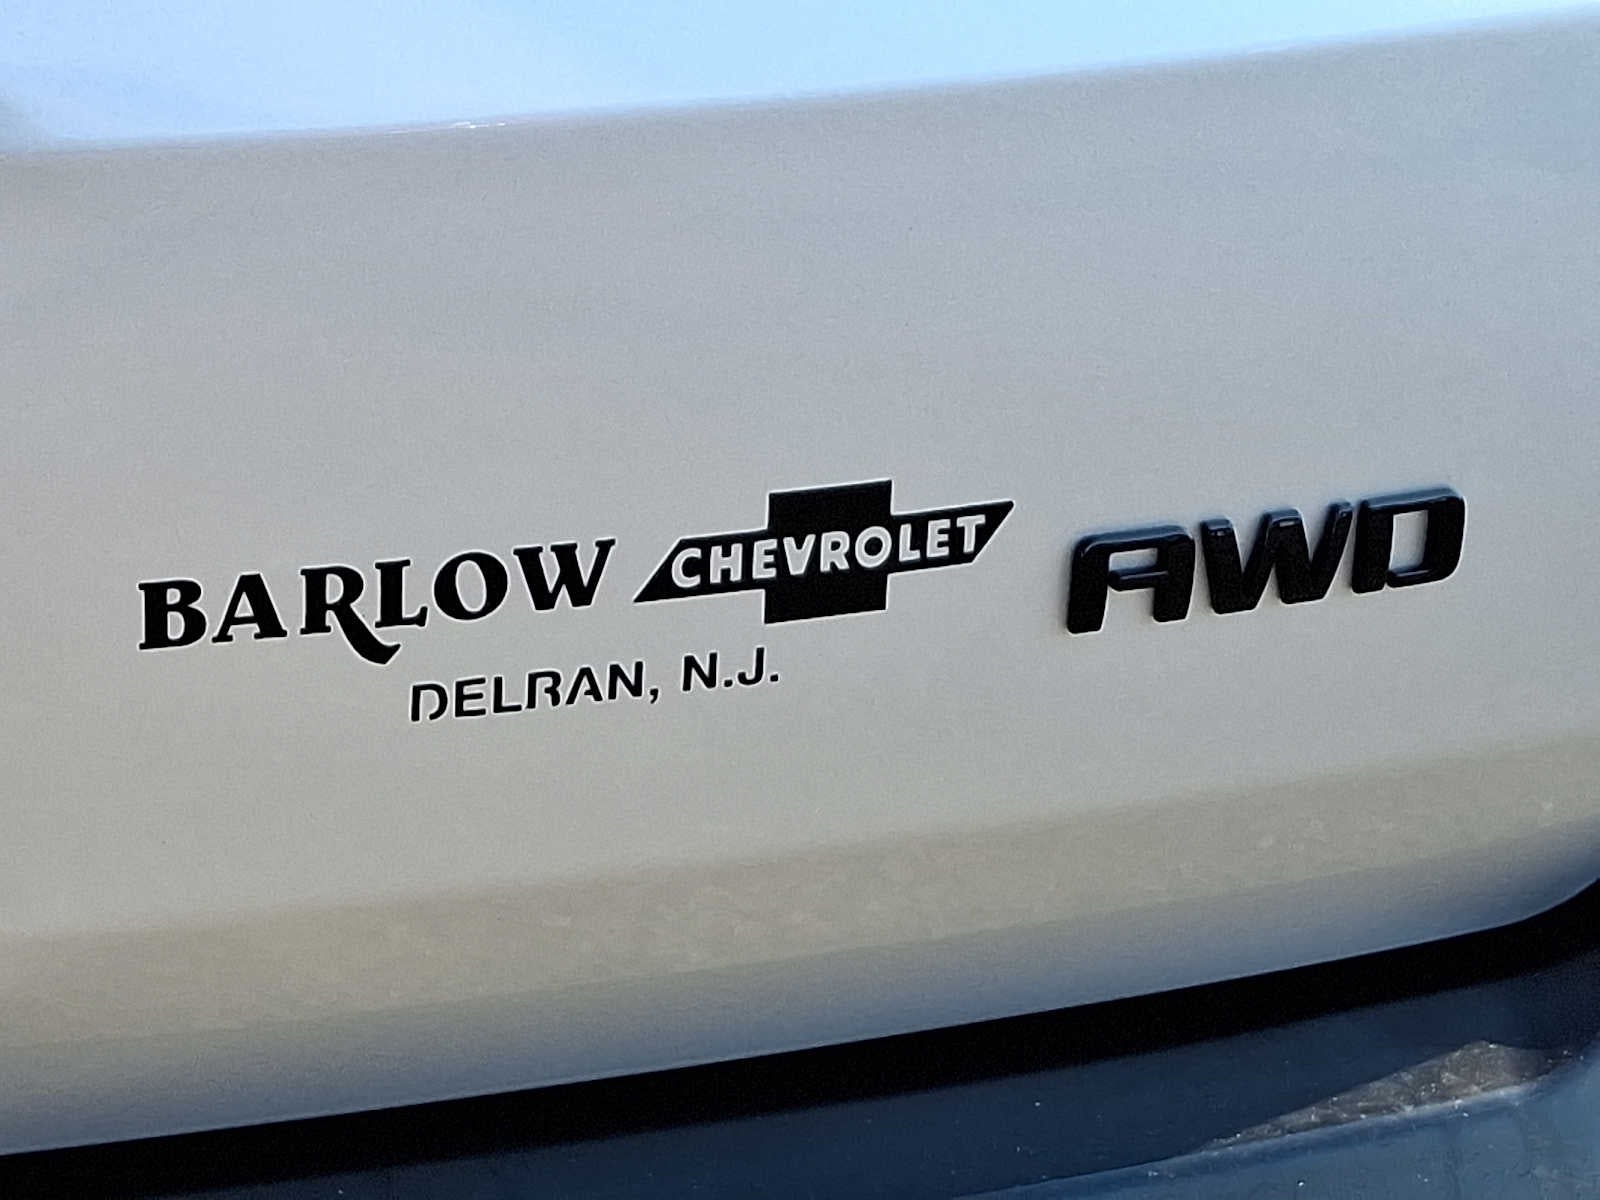 BARLOW CHEVROLET AWD
DELRAN, N.J.